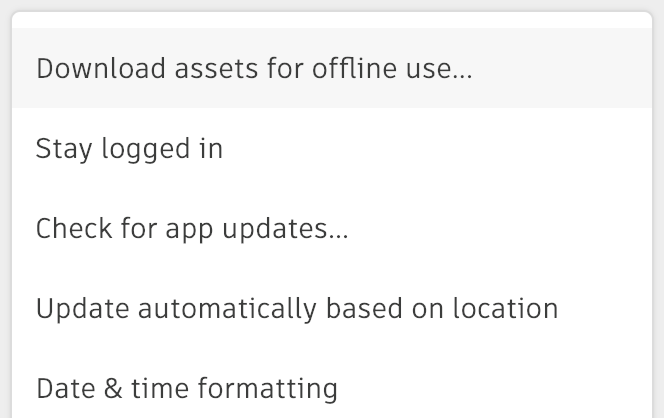 Download assets for offline use...
Stay logged in
Check for app updates...
Update automatically based on location
Date & time formatting